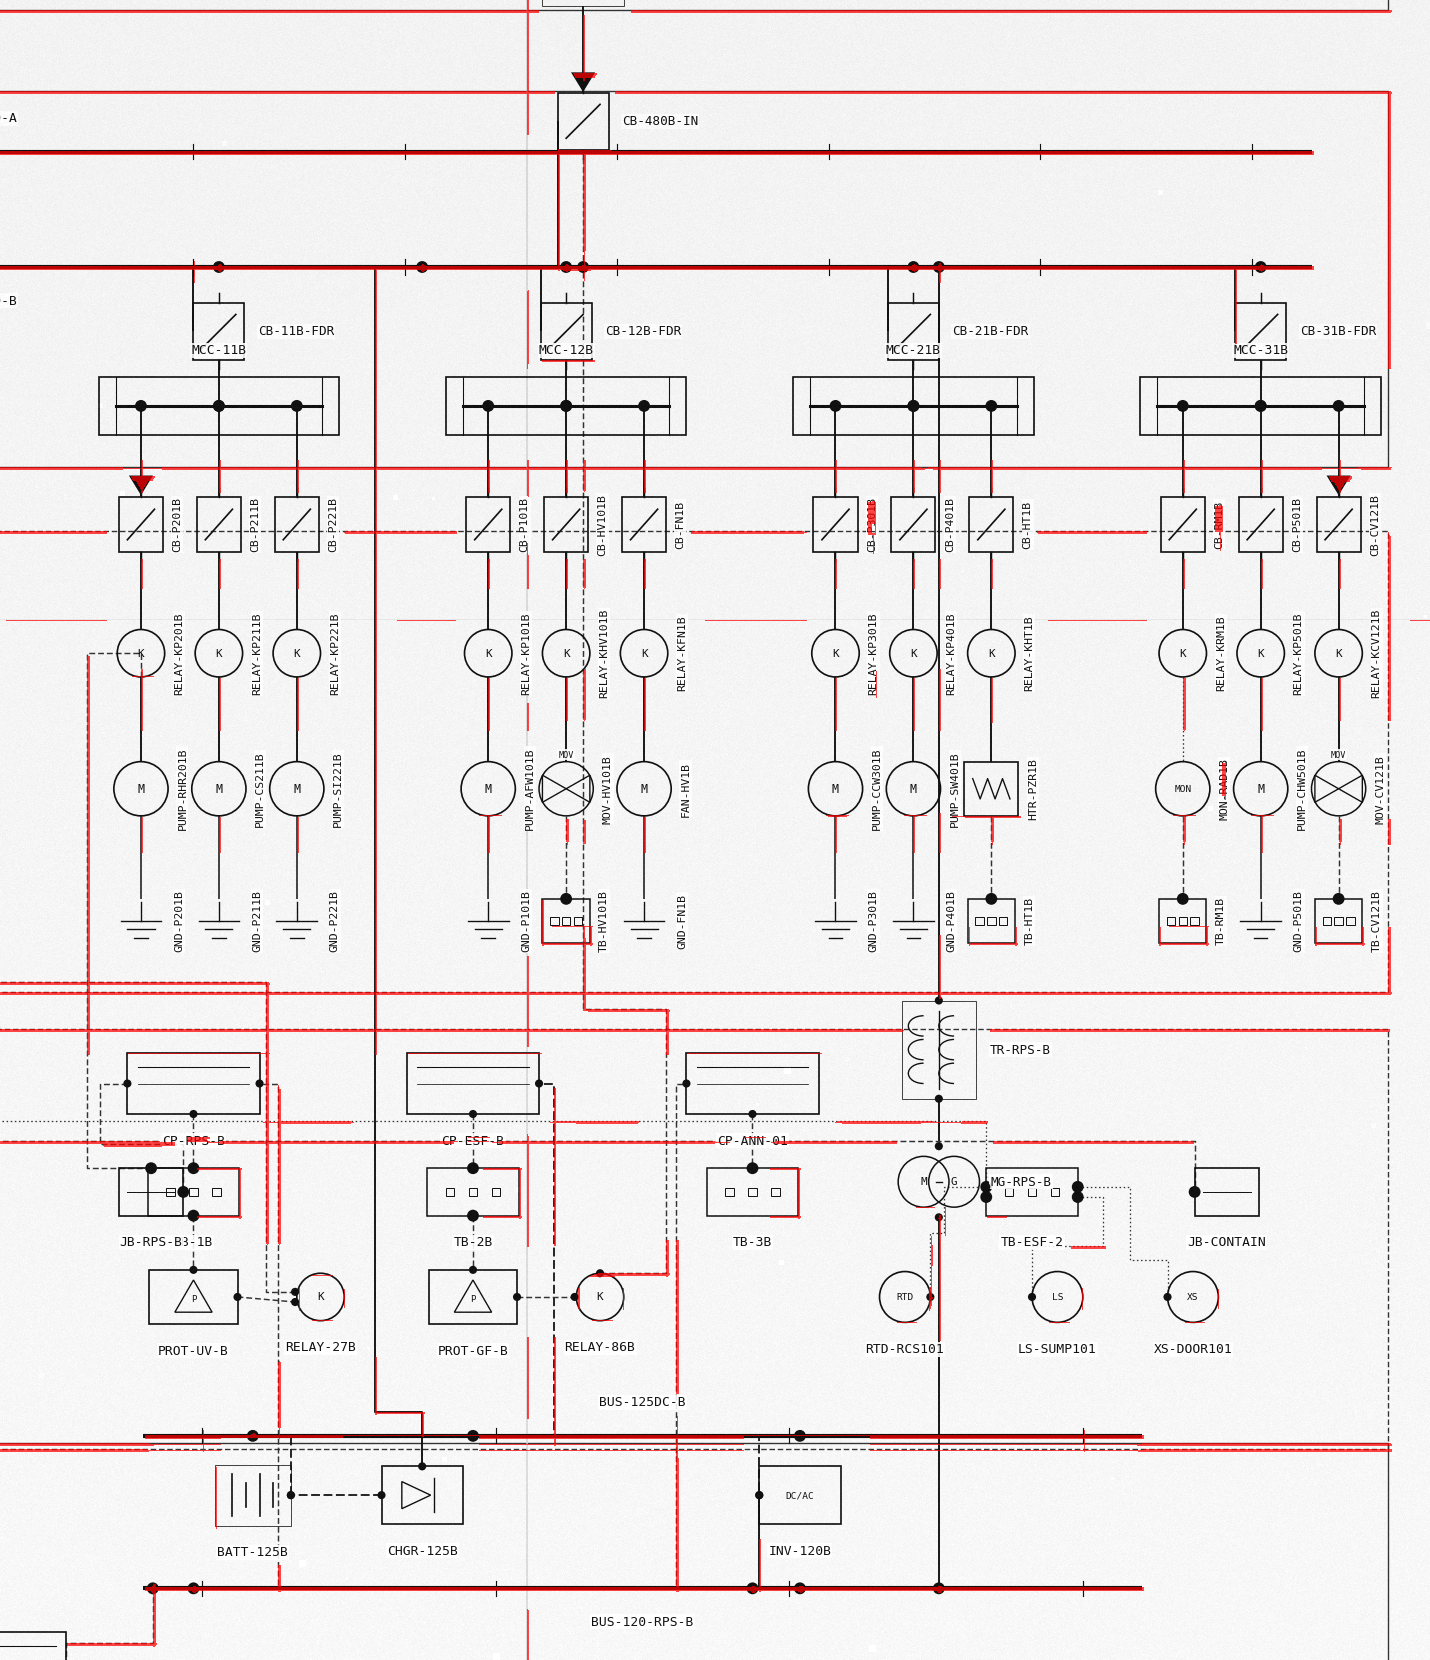 -A
CB-480B-IN
-B
CB-11B-FDR
CB-12B-FDR
CB-21B-FDR
CB-31B-FDR
MCC-11B
MCC-12B
MCC-21B
MCC-31B
CB-P201B
CB-P211B
CB-P221B
CB-P101B
CB-HV101B
CB-FN1B
CB-P301B
CB-P401B
CB-HT1B
CB-RM1B
CB-P501B
CB-CV121B
K
K
K
K
K
K
K
K
K
K
K
K
RELAY-KP201B
RELAY-KP211B
RELAY-KP221B
RELAY-KP101B
RELAY-KHV101B
RELAY-KFN1B
RELAY-KP301B
RELAY-KP401B
RELAY-KHT1B
RELAY-KRM1B
RELAY-KP501B
RELAY-KCV121B
MOV
MOV
M
M
M
M
M
M
M
MON
M
PUMP-RHR201B
PUMP-CS211B
PUMP-SI221B
PUMP-AFW101B
MOV-HV101B
FAN-HV1B
PUMP-CCW301B
PUMP-SW401B
HTR-PZR1B
MON-RAD1B
PUMP-CHW501B
MOV-CV121B
GND-P201B
GND-P211B
GND-P221B
GND-P101B
TB-HV101B
GND-FN1B
GND-P301B
GND-P401B
TB-HT1B
TB-RM1B
GND-P501B
TB-CV121B
TR-RPS-B
CP-RPS-B
CP-ESF-B
CP-ANN-01
M
G
MG-RPS-B
JB-RPS-B
-1B
TB-2B
TB-3B
TB-ESF-2
JB-CONTAIN
P
K
P
K
RTD
LS
XS
PROT-UV-B
RELAY-27B
PROT-GF-B
RELAY-86B
RTD-RCS101
LS-SUMP101
XS-DOOR101
BUS-125DC-B
DC/AC
BATT-125B
CHGR-125B
INV-120B
BUS-120-RPS-B